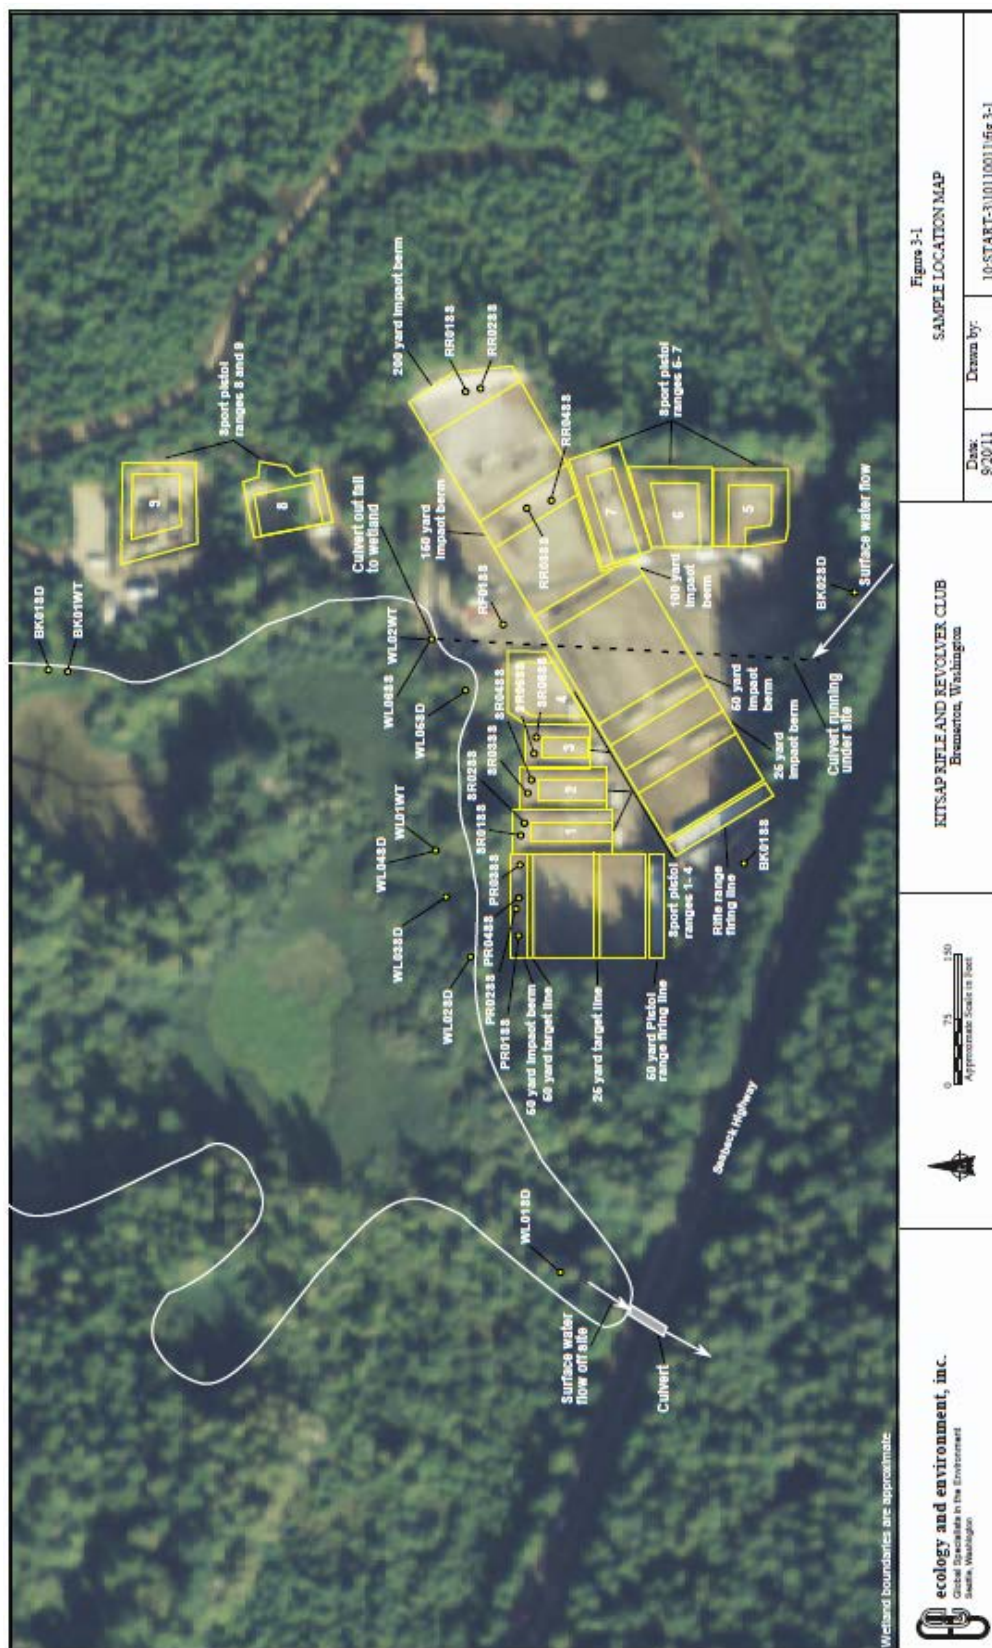 BK01SD
BK01WT
Sport pistol
ranges 8 and 9
9
8
Culvert out fall
to wetland
200 yard Impact berm
RR01SS
RR02SS
150 yard
Impact berm
WL02WT
WL06SS
WL05SD
RF01SS
RR03SS
RR04SS
Sport pistol
ranges 5-7
7
6
5
100 yard
Impact
berm
WL01WT
WL04SD
WL03SD
WL02SD
SR04SS
SR03SS
SR02SS
SR01SS
4
3
2
1
PR03SS
PR04SS
PR02SS
PR01SS
50 yard Impact berm
50 yard target line
25 yard target line
50 yard Pistol
range firing line
Sport pistol
ranges 1-4
Rifle range
firing line
BK01SS
25 yard
Impact berm
50 yard
Impact
berm
Culvert running
under site
BK02SD
Surface water flow
WL01SD
Surface water
flow off site
Culvert
Seabeck Highway
Wetland boundaries are approximate
ecology and environment, inc.
Global Specialists in the Environment
Seattle, Washington
0 75 150
Approximate Scale in Feet
KITSAP RIFLE AND REVOLVER CLUB
Bremerton, Washington
Figure 3-1
SAMPLE LOCATION MAP
Date:
9/20/11
Drawn by: